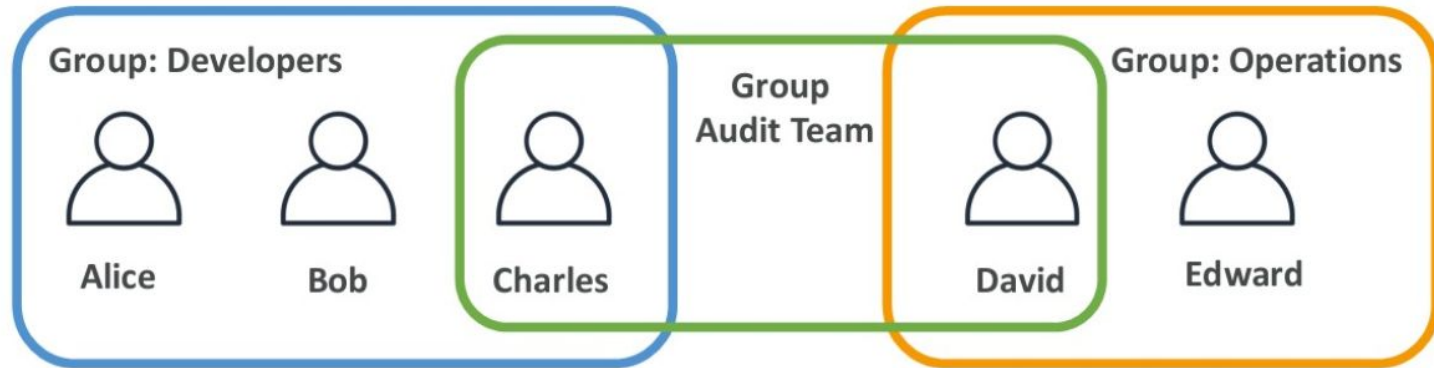 Group: Developers
Group
Audit Team
Group: Operations
Alice
Bob
Charles
David
Edward